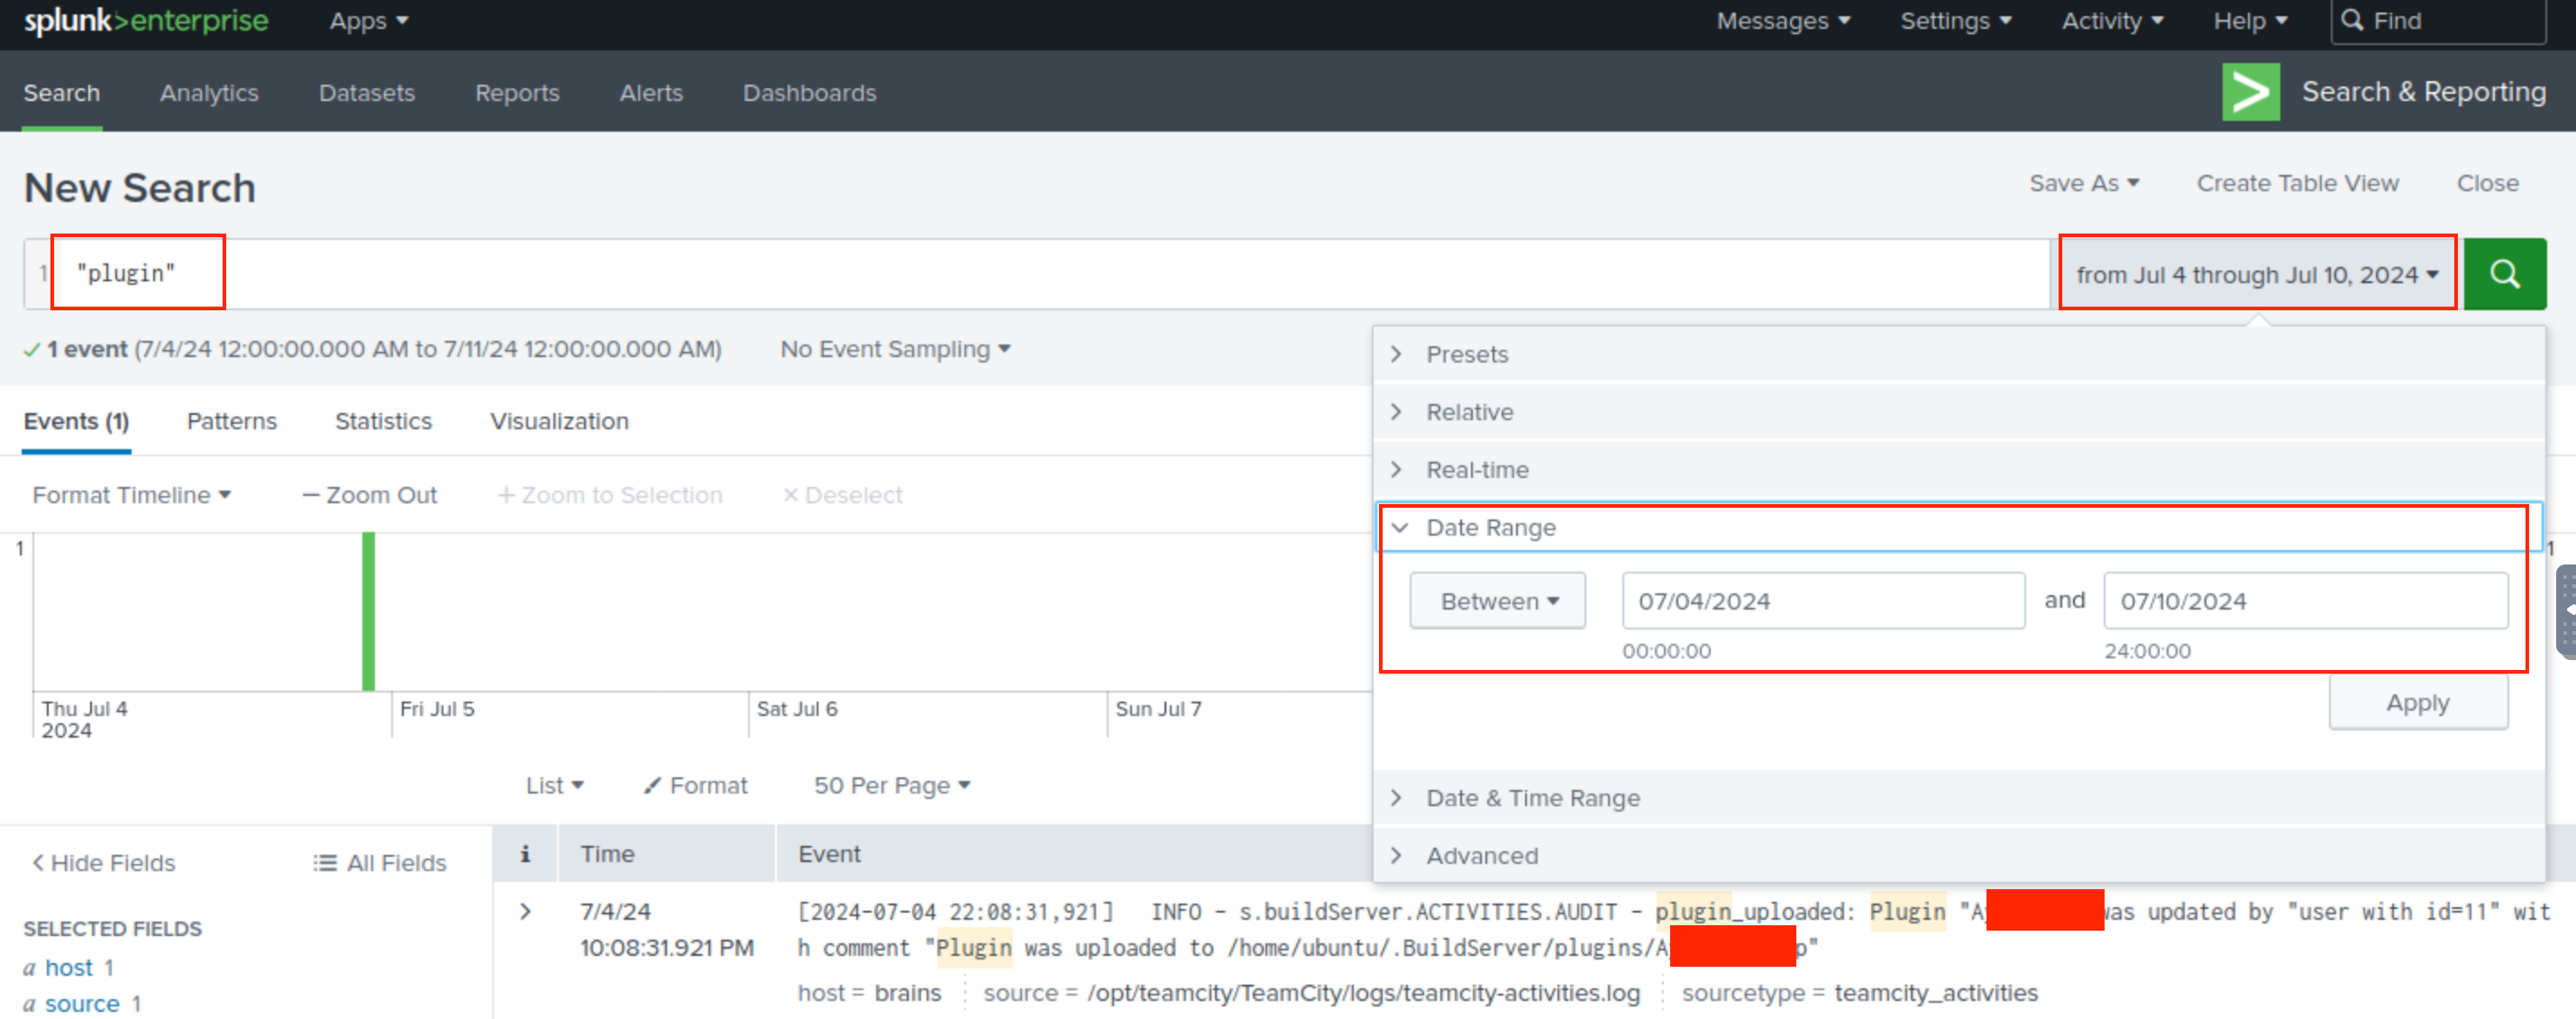 splunk>enterprise Apps Messages Settings Activity Help Find
Search Analytics Datasets Reports Alerts Dashboards Search & Reporting
New Search
Save As Create Table View Close
1 "plugin"
from Jul 4 through Jul 10, 2024
1 event (7/4/24 12:00:00.000 AM to 7/11/24 12:00:00.000 AM) No Event Sampling
Presets
Relative
Real-time
Date Range
Between 07/04/2024 and 07/10/2024
00:00:00 24:00:00
Apply
Date & Time Range
Advanced
Events (1) Patterns Statistics Visualization
Format Timeline — Zoom Out + Zoom to Selection × Deselect
1 1
Thu Jul 4 Fri Jul 5 Sat Jul 6 Sun Jul 7
2024
List Format 50 Per Page
Hide Fields All Fields
i Time Event
SELECTED FIELDS
a host 1
a source 1
7/4/24 [2024-07-04 22:08:31,921] INFO - s.buildServer.ACTIVITIES.AUDIT - plugin_uploaded: Plugin "A was updated by "user with id=11" wit
10:08:31.921 PM h comment "Plugin was uploaded to /home/ubuntu/.BuildServer/plugins/A p"
host = brains source = /opt/teamcity/TeamCity/logs/teamcity-activities.log sourcetype = teamcity_activities